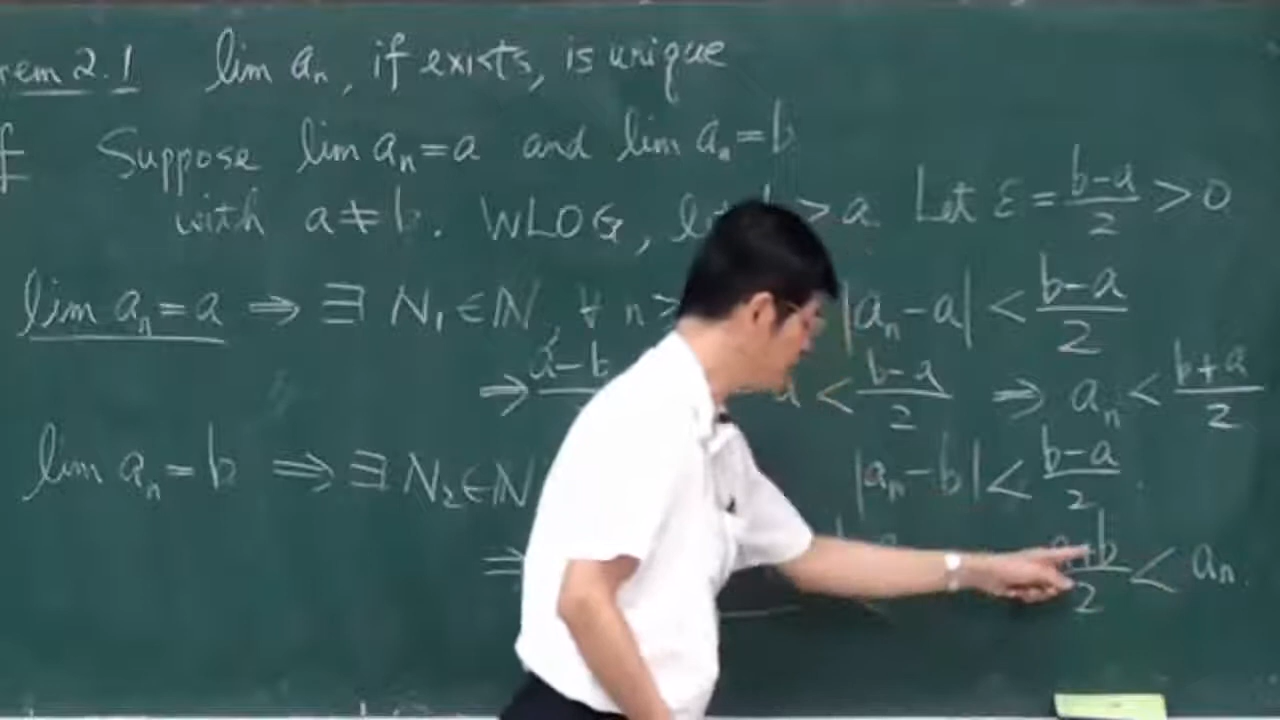 rem 2.1 lim aₙ, if exists, is unique
f Suppose lim aₙ = a and lim aₙ = b
with a ≠ b. WLOG, > a Let ε = (b-a)/2 > 0
lim aₙ = a ⇒ ∃ N₁ ∈ ℕ, ∀ n > |aₙ - a| < (b-a)/2
⇒ a-b a < (b-a)/2 ⇒ aₙ < (b+a)/2
lim aₙ = b ⇒ ∃ N₂ ∈ ℕ |aₙ - b| < (b-a)/2
⇒ (a+b)/2 < aₙ.